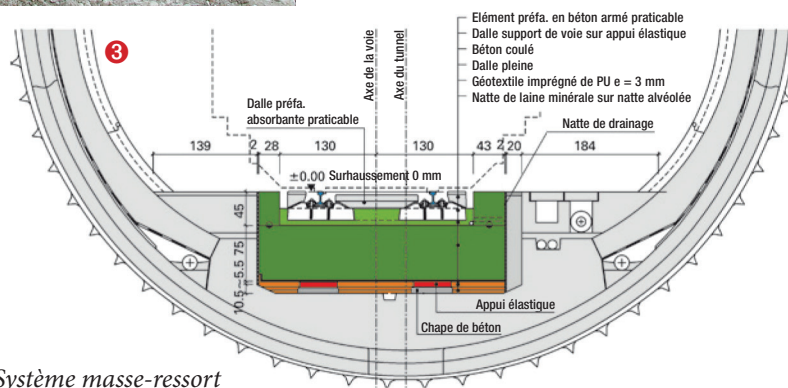 3
Elément préfa. en béton armé praticable
Dalle support de voie sur appui élastique
Béton coulé
Dalle pleine
Géotextile imprégné de PU e = 3 mm
Natte de laine minérale sur natte alvéolée
Axe de la voie
Axe du tunnel
Dalle préfa.
absorbante praticable
Natte de drainage
139 2 28 130 130 43 2 20 184
±0.00 Surhaussement 0 mm
45
75
~5.5
10.5
Appui élastique
Chape de béton
Système masse-ressort